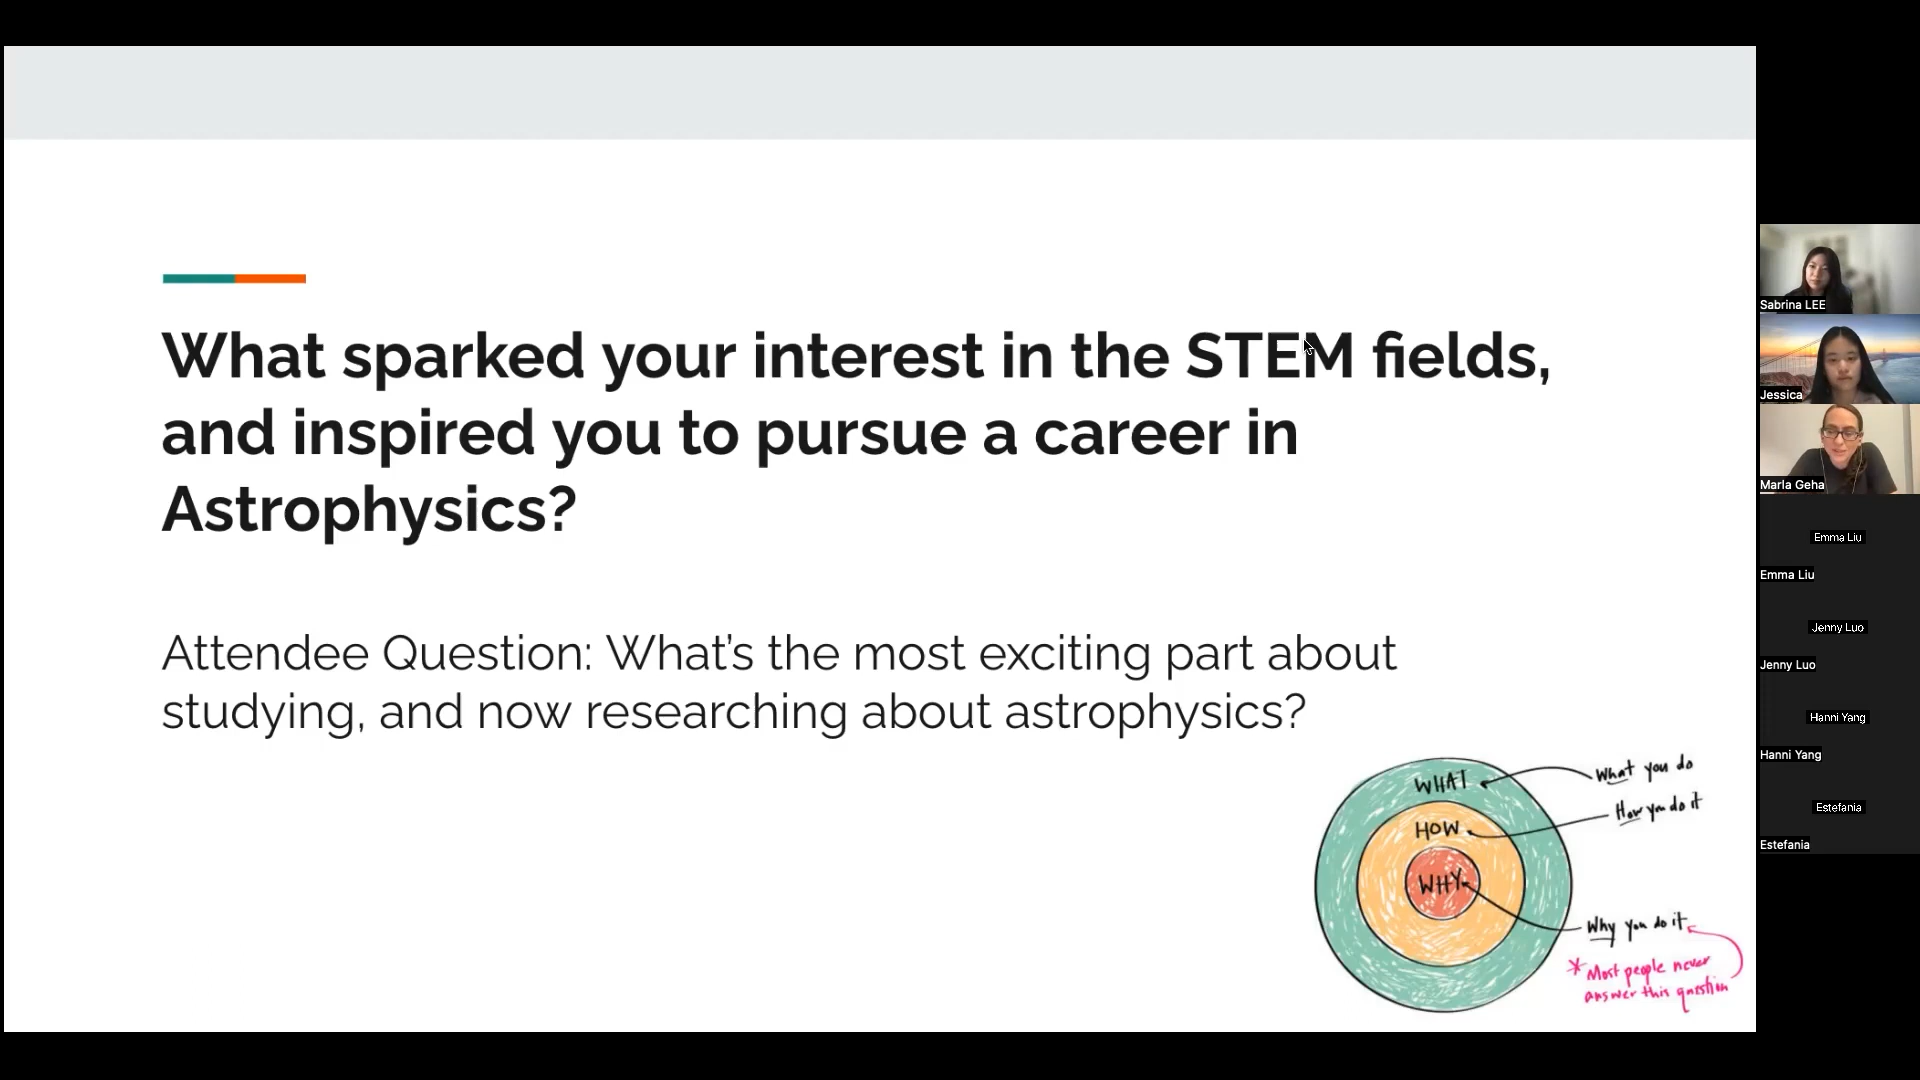 What sparked your interest in the STEM fields,
and inspired you to pursue a career in
Astrophysics?
Attendee Question: What's the most exciting part about
studying, and now researching about astrophysics?
WHAT
What you do
HOW
How you do it
WHY
Why you do it
*Most people never
answer this question
Sabrina LEE
Jessica
Marla Geha
Emma Liu
Emma Liu
Jenny Luo
Jenny Luo
Hanni Yang
Hanni Yang
Estefania
Estefania